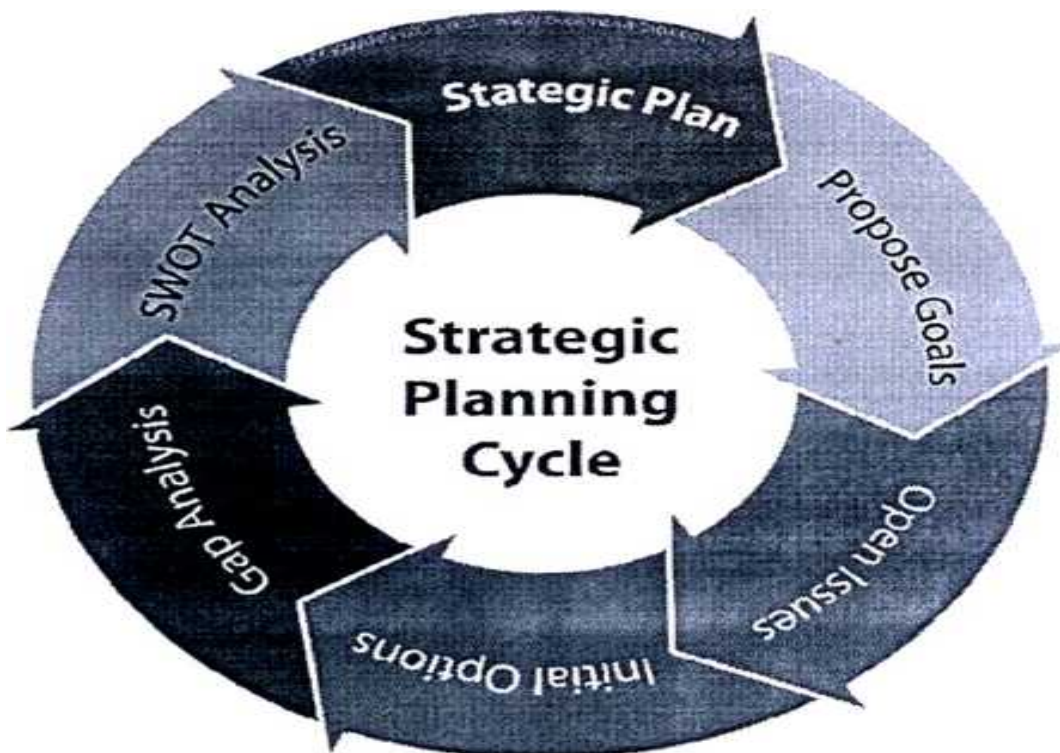 Stategic Plan
Propose Goals
Open Issues
Initial Options
Gap Analysis
SWOT Analysis
Strategic
Planning
Cycle